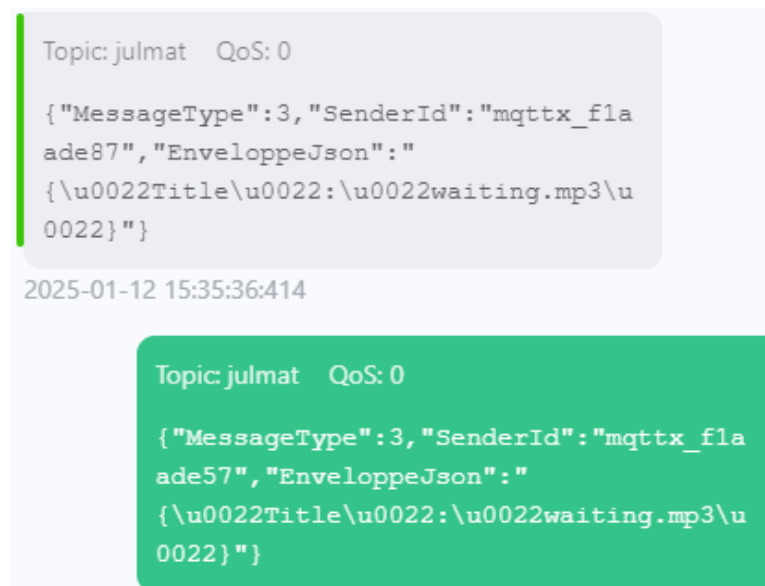 Topic: julmat QoS: 0
{"MessageType":3,"SenderId":"mqttx_f1a
ade87","EnveloppeJson":"
{\u0022Title\u0022:\u0022waiting.mp3\u
0022}"}
2025-01-12 15:35:36:414
Topic: julmat QoS: 0
{"MessageType":3,"SenderId":"mqttx_f1a
ade57","EnveloppeJson":"
{\u0022Title\u0022:\u0022waiting.mp3\u
0022}"}